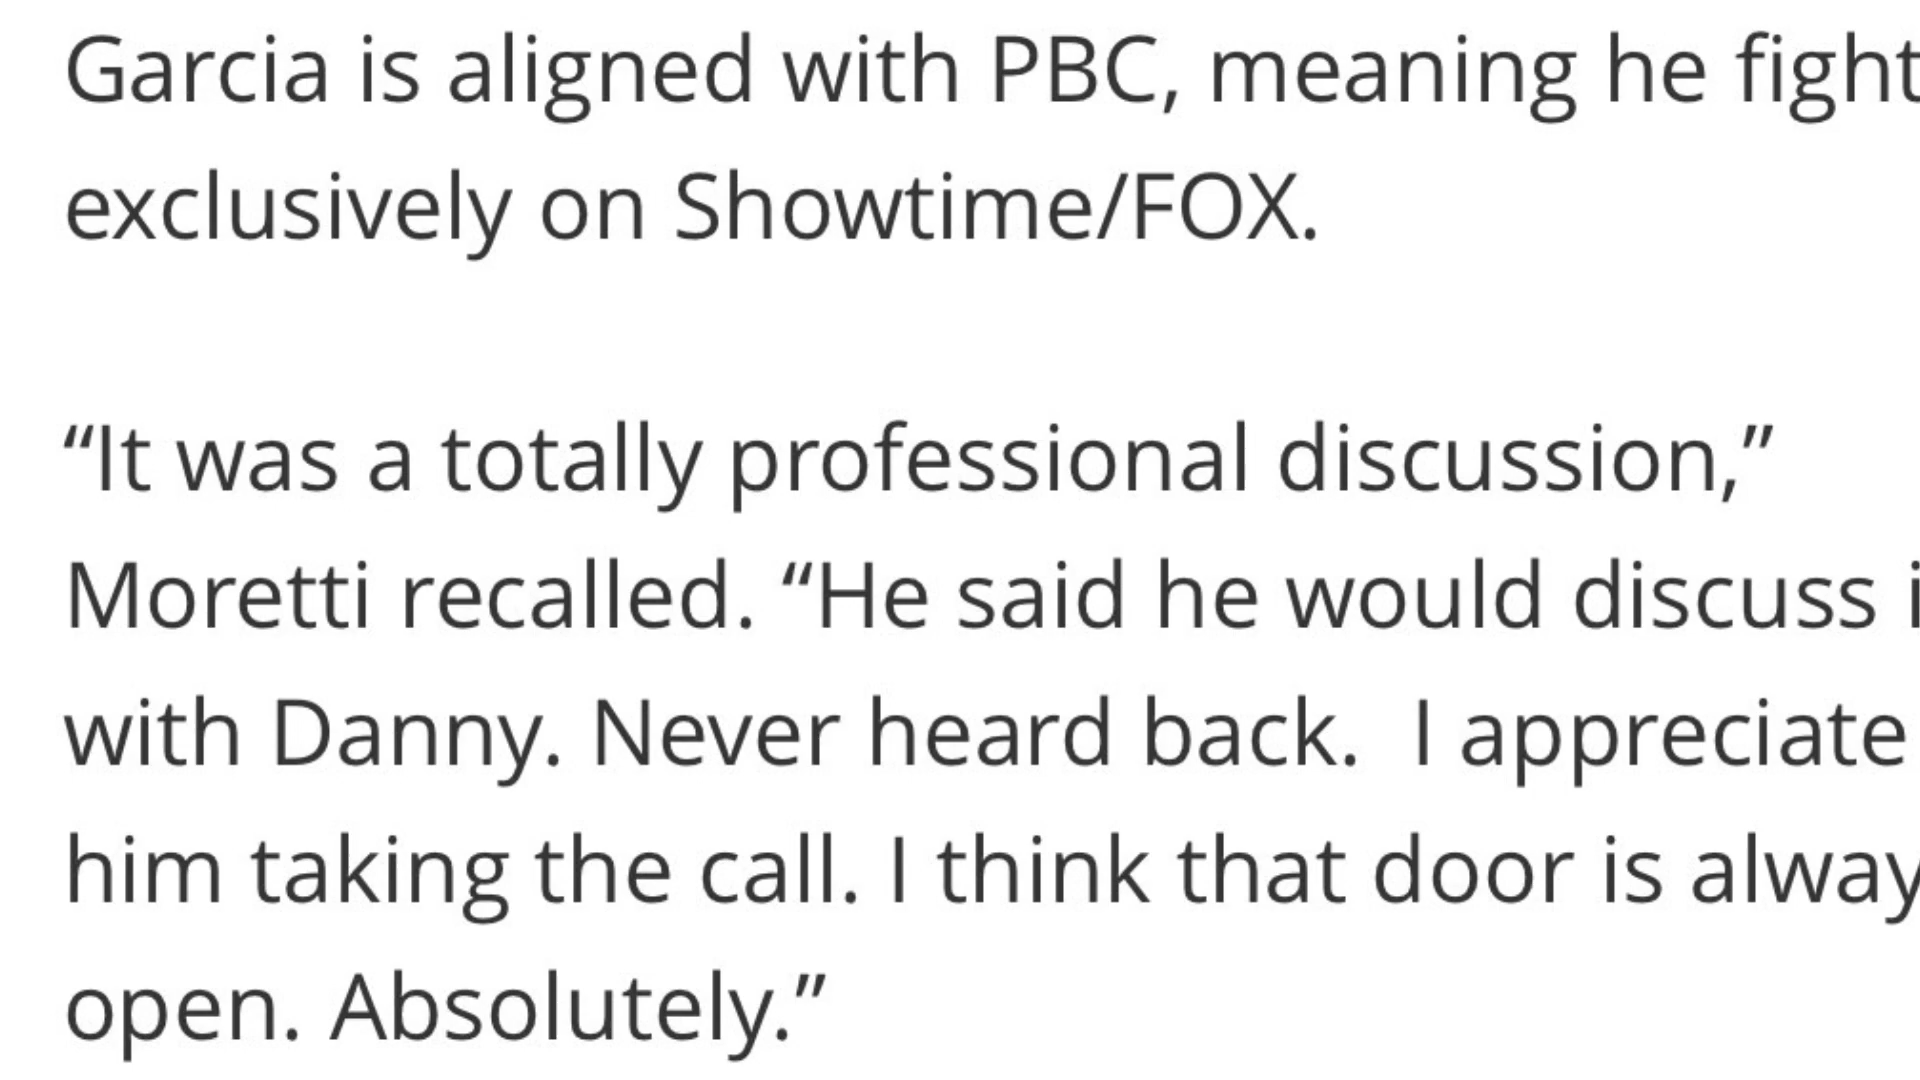 Garcia is aligned with PBC, meaning he fight
exclusively on Showtime/FOX.
“It was a totally professional discussion,”
Moretti recalled. “He said he would discuss i
with Danny. Never heard back.  I appreciate
him taking the call. I think that door is alway
open. Absolutely.”